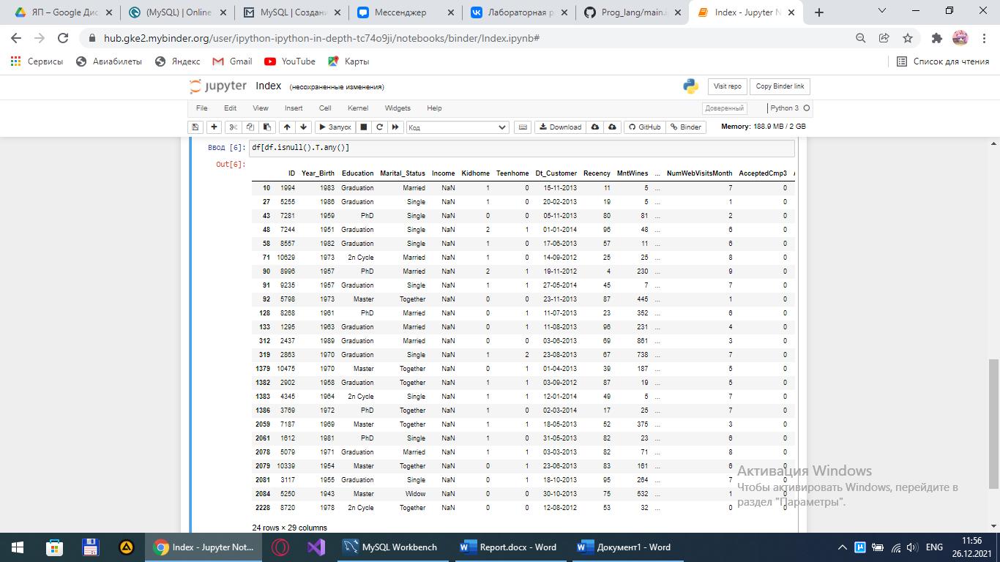 ЯП – Google Дис
(MySQL) | Online
MySQL | Создани
Мессенджер
Лабораторная р
Prog_lang/main.i
Index - Jupyter N
hub.gke2.mybinder.org/user/ipython-ipython-in-depth-tc74o9ji/notebooks/binder/Index.ipynb#
Сервисы Авиабилеты Яндекс Gmail YouTube Карты Список для чтения
jupyter Index (несохраненные изменения) Visit repo Copy Binder link
File Edit View Insert Cell Kernel Widgets Help Доверенный Python 3
Запуск Код Download GitHub Binder Memory: 188.9 MB / 2 GB
Ввод [6]: df[df.isnull().T.any()]
Out[6]:
ID Year_Birth Education Marital_Status Income Kidhome Teenhome Dt_Customer Recency MntWines ... NumWebVisitsMonth AcceptedCmp3
10 1994 1983 Graduation Married NaN 1 0 15-11-2013 11 5 ... 7 0
27 5255 1986 Graduation Single NaN 1 0 20-02-2013 19 5 ... 1 0
43 7281 1959 PhD Single NaN 0 0 05-11-2013 80 81 ... 2 0
48 7244 1951 Graduation Single NaN 2 1 01-01-2014 96 48 ... 6 0
58 8557 1982 Graduation Single NaN 1 0 17-06-2013 57 11 ... 6 0
71 10629 1973 2n Cycle Married NaN 1 0 14-09-2012 25 25 ... 8 0
90 8996 1957 PhD Married NaN 2 1 19-11-2012 4 230 ... 9 0
91 9235 1957 Graduation Single NaN 1 1 27-05-2014 45 7 ... 7 0
92 5798 1973 Master Together NaN 0 0 23-11-2013 87 445 ... 1 0
128 8268 1961 PhD Married NaN 0 1 11-07-2013 23 352 ... 6 0
133 1295 1963 Graduation Married NaN 0 1 11-08-2013 96 231 ... 4 0
312 2437 1989 Graduation Married NaN 0 0 03-06-2013 69 861 ... 3 0
319 2863 1970 Graduation Single NaN 1 2 23-08-2013 67 738 ... 7 0
1379 10475 1970 Master Together NaN 0 1 01-04-2013 39 187 ... 5 0
1382 2902 1958 Graduation Together NaN 1 1 03-09-2012 87 19 ... 5 0
1383 4345 1964 2n Cycle Single NaN 1 1 12-01-2014 49 5 ... 7 0
1386 3769 1972 PhD Together NaN 1 0 02-03-2014 17 25 ... 7 0
2059 7187 1969 Master Together NaN 1 1 18-05-2013 52 375 ... 3 0
2061 1612 1981 PhD Single NaN 1 0 31-05-2013 82 23 ... 6 0
2078 5079 1971 Graduation Married NaN 1 1 03-03-2013 82 71 ... 8 0
2079 10339 1954 Master Together NaN 0 1 23-06-2013 83 161 ... 6 0
2081 3117 1955 Graduation Single NaN 0 1 18-10-2013 95 264 ... 7 0
2084 5250 1943 Master Widow NaN 0 0 30-10-2013 75 532 ... 1 0
2228 8720 1978 2n Cycle Together NaN 0 0 12-08-2012 53 32 ... 0 0
24 rows × 29 columns
Активация Windows
Чтобы активировать Windows, перейдите в
раздел "Параметры".
Index - Jupyter Not...
MySQL Workbench
Report.docx - Word
Документ1 - Word
ENG
11:56
26.12.2021